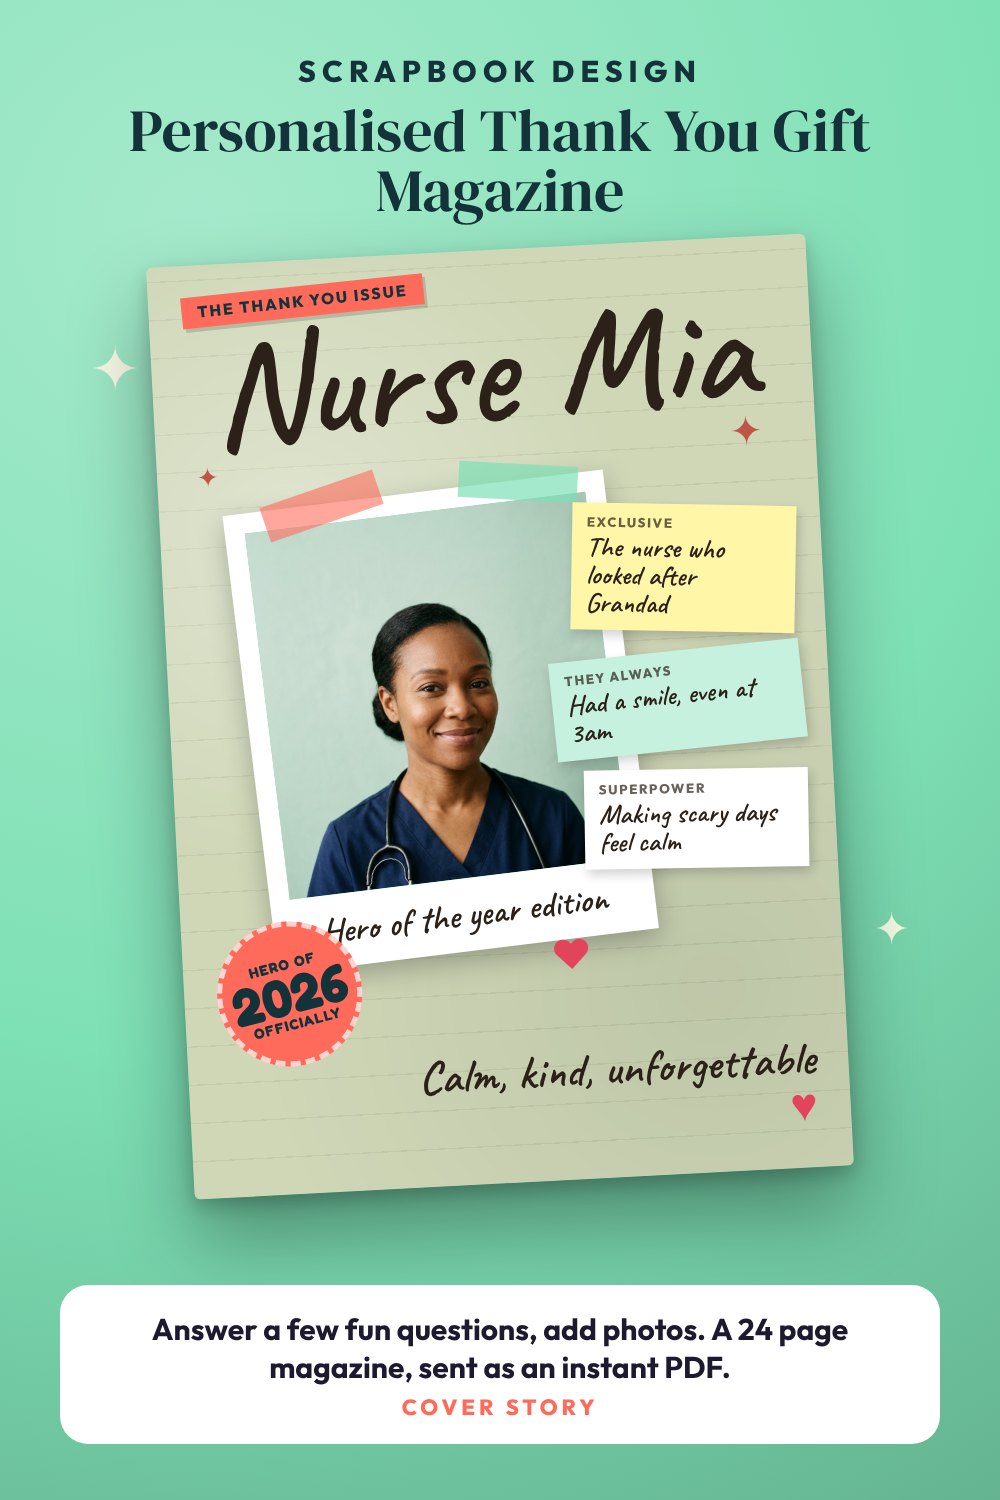 SCRAPBOOK DESIGN
Personalised Thank You Gift
Magazine
THE THANK YOU ISSUE
Nurse Mia
EXCLUSIVE
The nurse who
looked after
Grandad
THEY ALWAYS
Had a smile, even at
3am
SUPERPOWER
Making scary days
feel calm
Hero of the year edition
HERO OF
2026
OFFICIALLY
Calm, kind, unforgettable
Answer a few fun questions, add photos. A 24 page
magazine, sent as an instant PDF.
COVER STORY